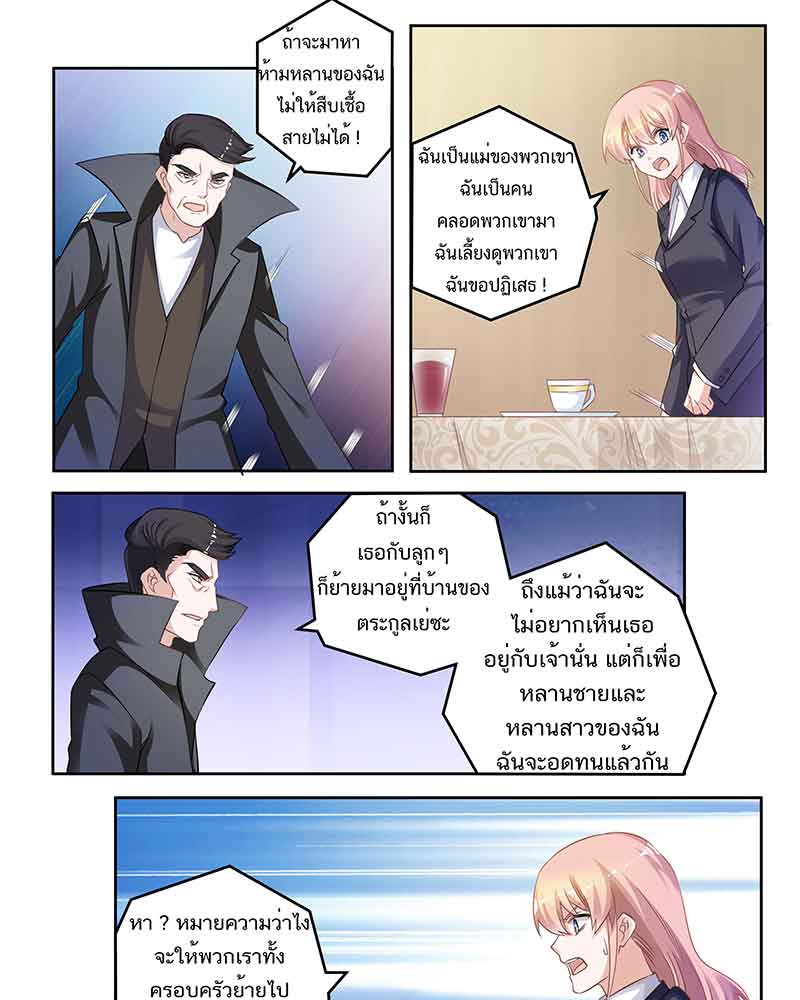 ถ้าจะมาหา
ห้ามหลานของฉัน
ไม่ให้สืบเชื้อ
สายไม่ได้ !
ฉันเป็นแม่ของพวกเขา
ฉันเป็นคน
คลอดพวกเขามา
ฉันเลี้ยงดูพวกเขา
ฉันขอปฏิเสธ !
ถ้างั้นก็
เธอกับลูกๆ
ก็ย้ายมาอยู่ที่บ้านของ
ตระกูลเย่ซะ
ถึงแม้ว่าฉันจะ
ไม่อยากเห็นเธอ
อยู่กับเจ้านั่น แต่ก็เพื่อ
หลานชายและ
หลานสาวของฉัน
ฉันจะอดทนแล้วกัน
หา ? หมายความว่าไง
จะให้พวกเราทั้ง
ครอบครัวย้ายไป